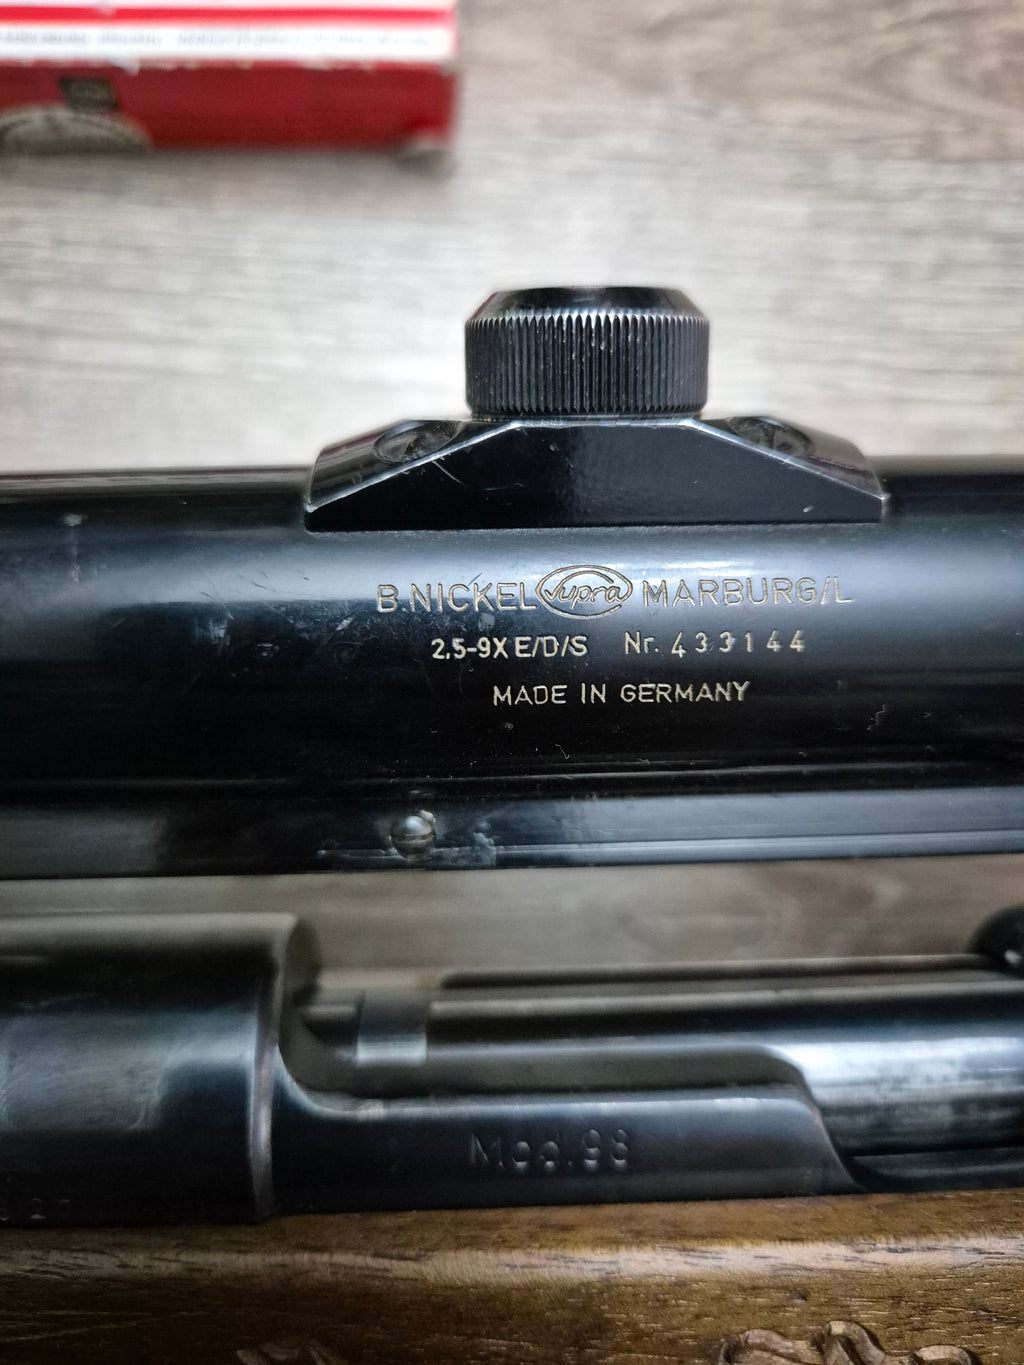 B.NICKEL Supra MARBURG/L
2,5-9X E/D/S Nr. 433144
MADE IN GERMANY
Mod.98